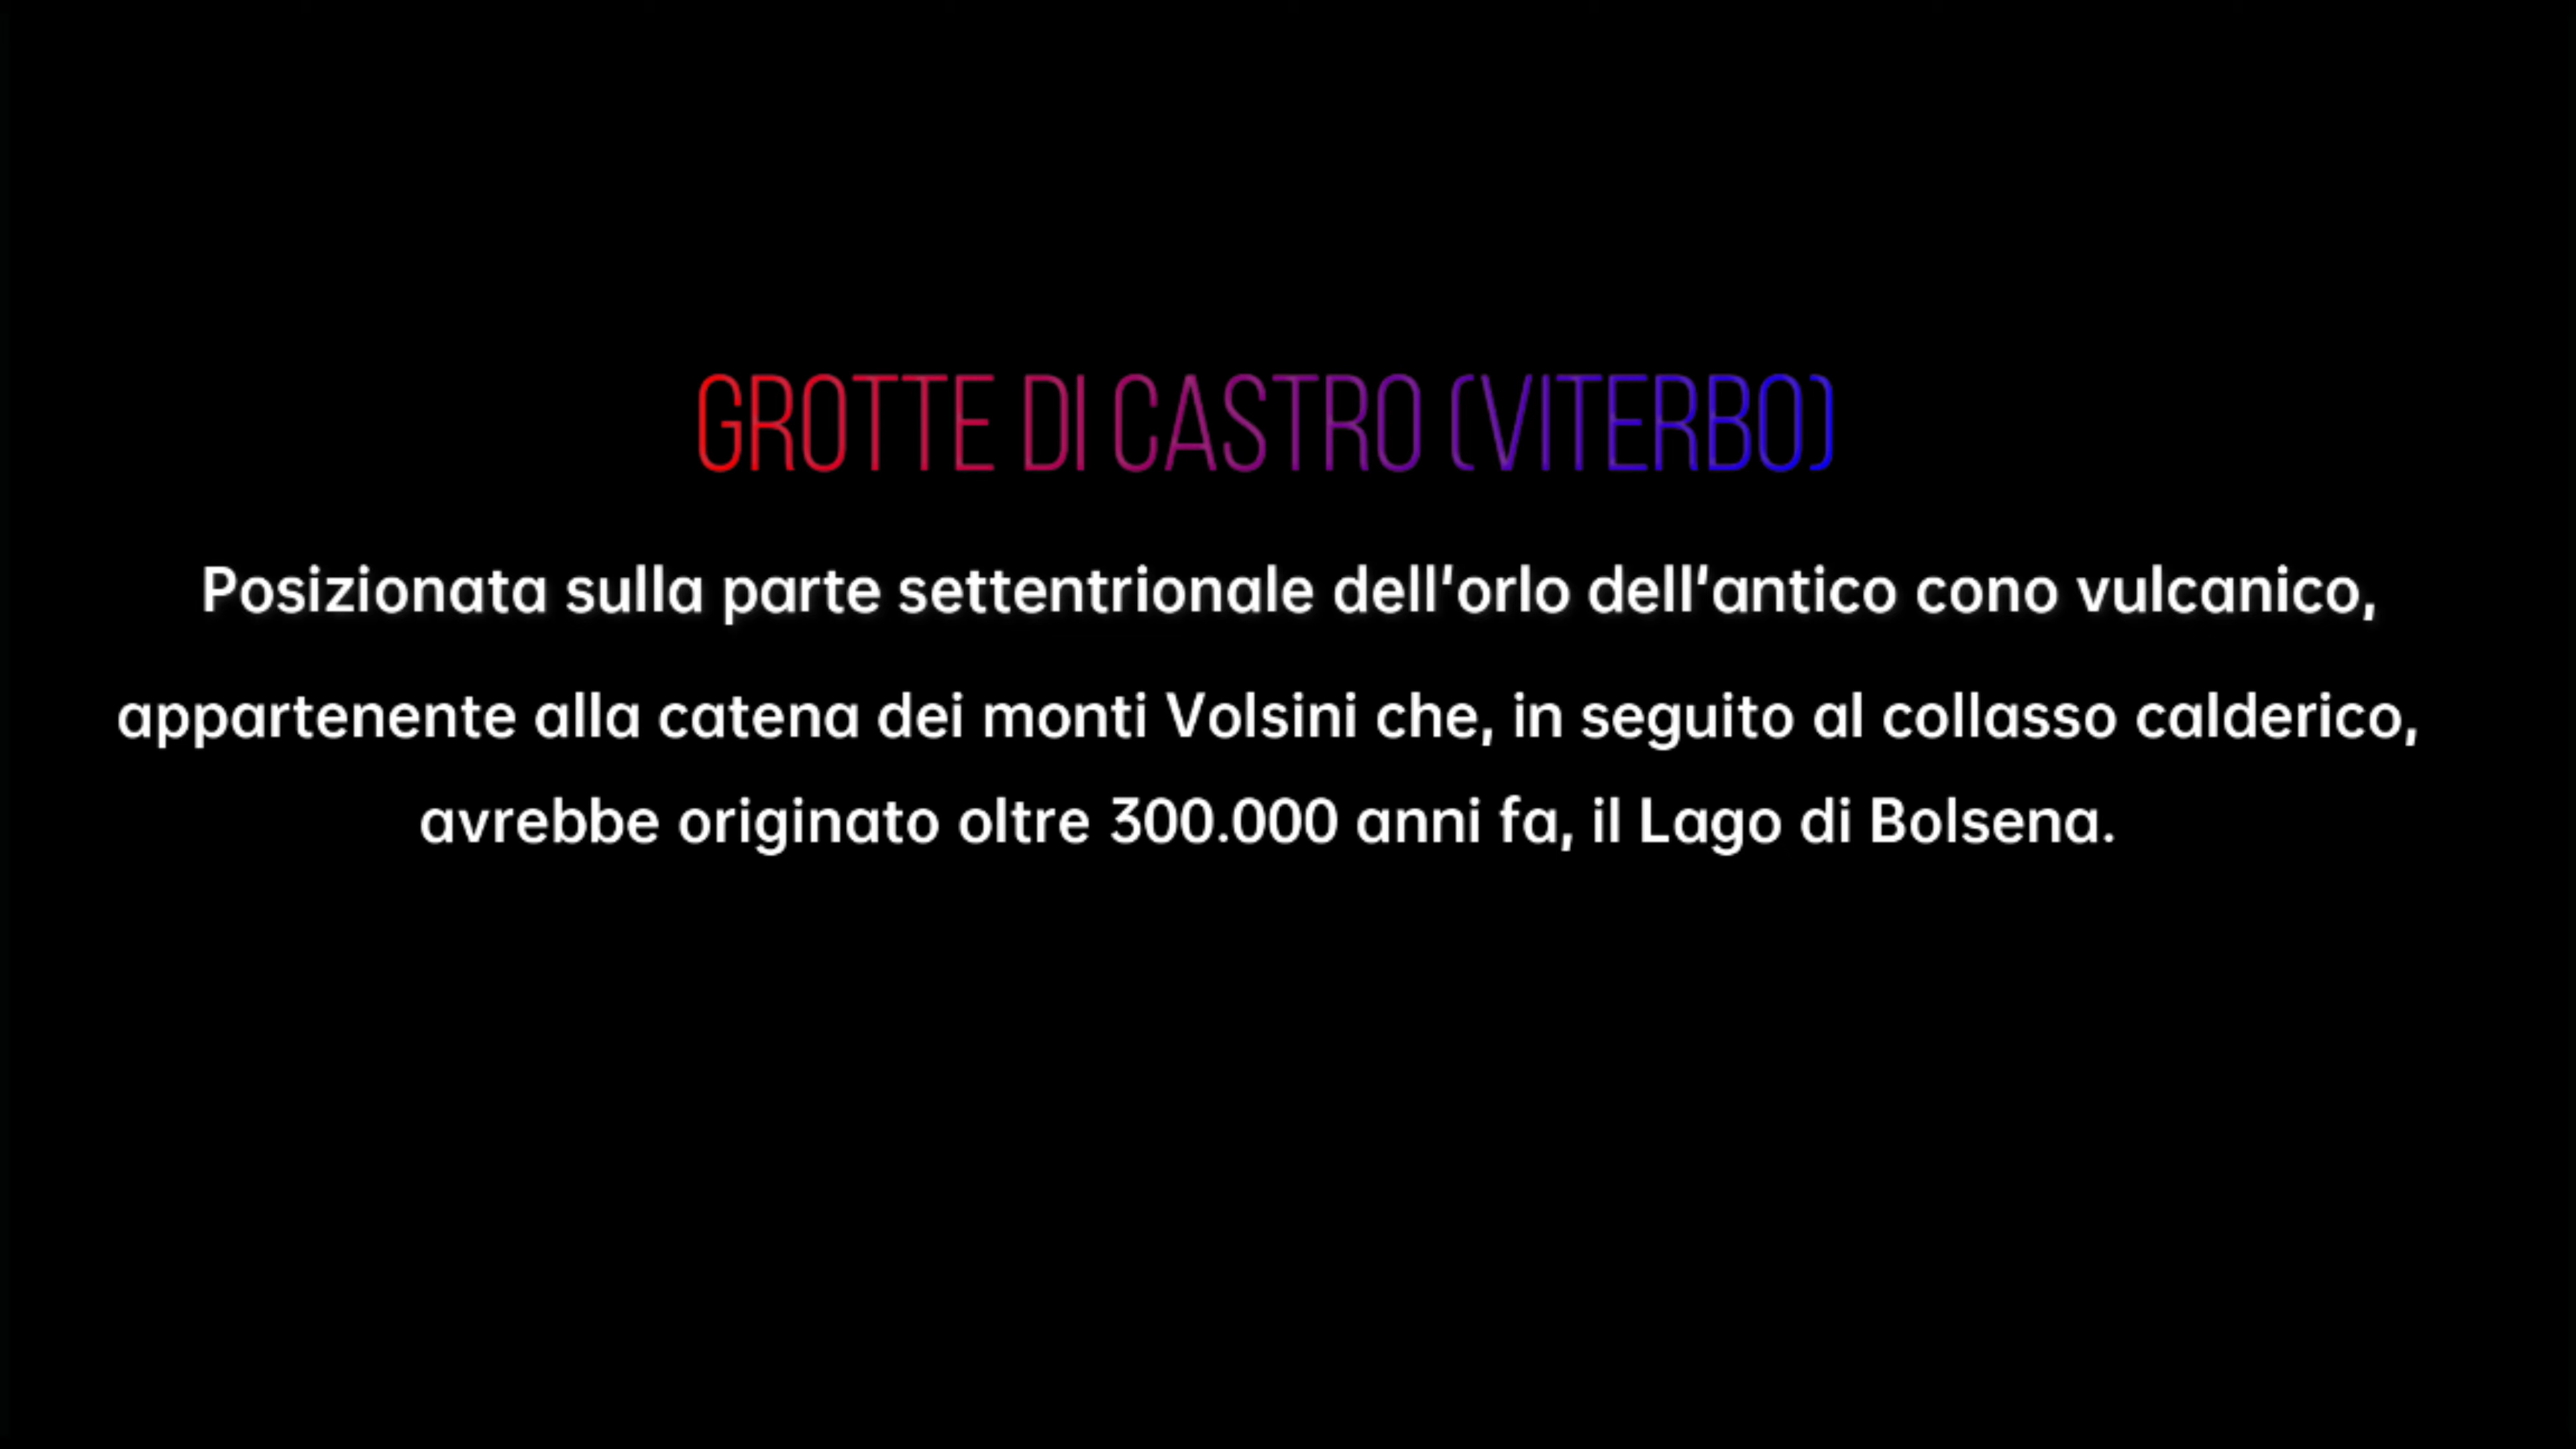 GROTTE DI CASTRO (VITERBO)
Posizionata sulla parte settentrionale dell'orlo dell'antico cono vulcanico,
appartenente alla catena dei monti Volsini che, in seguito al collasso calderico,
avrebbe originato oltre 300.000 anni fa, il Lago di Bolsena.